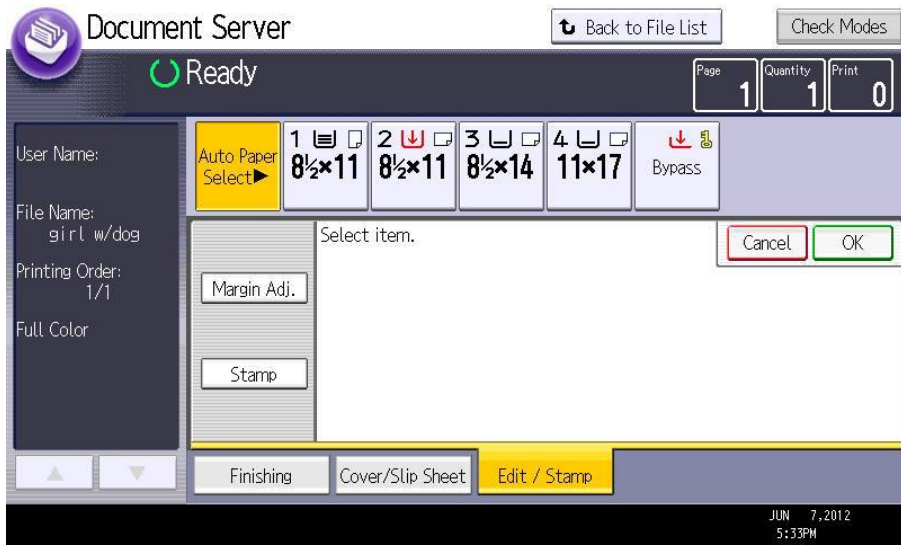 Document Server
Back to File List
Check Modes
Ready
Page
1
Quantity
1
Print
0
User Name:
File Name:
girl w/dog
Printing Order:
1/1
Full Color
Auto Paper
Select▶
1
8½×11
2
8½×11
3
8½×14
4
11×17
Bypass
Select item.
Cancel
OK
Margin Adj.
Stamp
Finishing
Cover/Slip Sheet
Edit / Stamp
JUN 7,2012
5:33PM